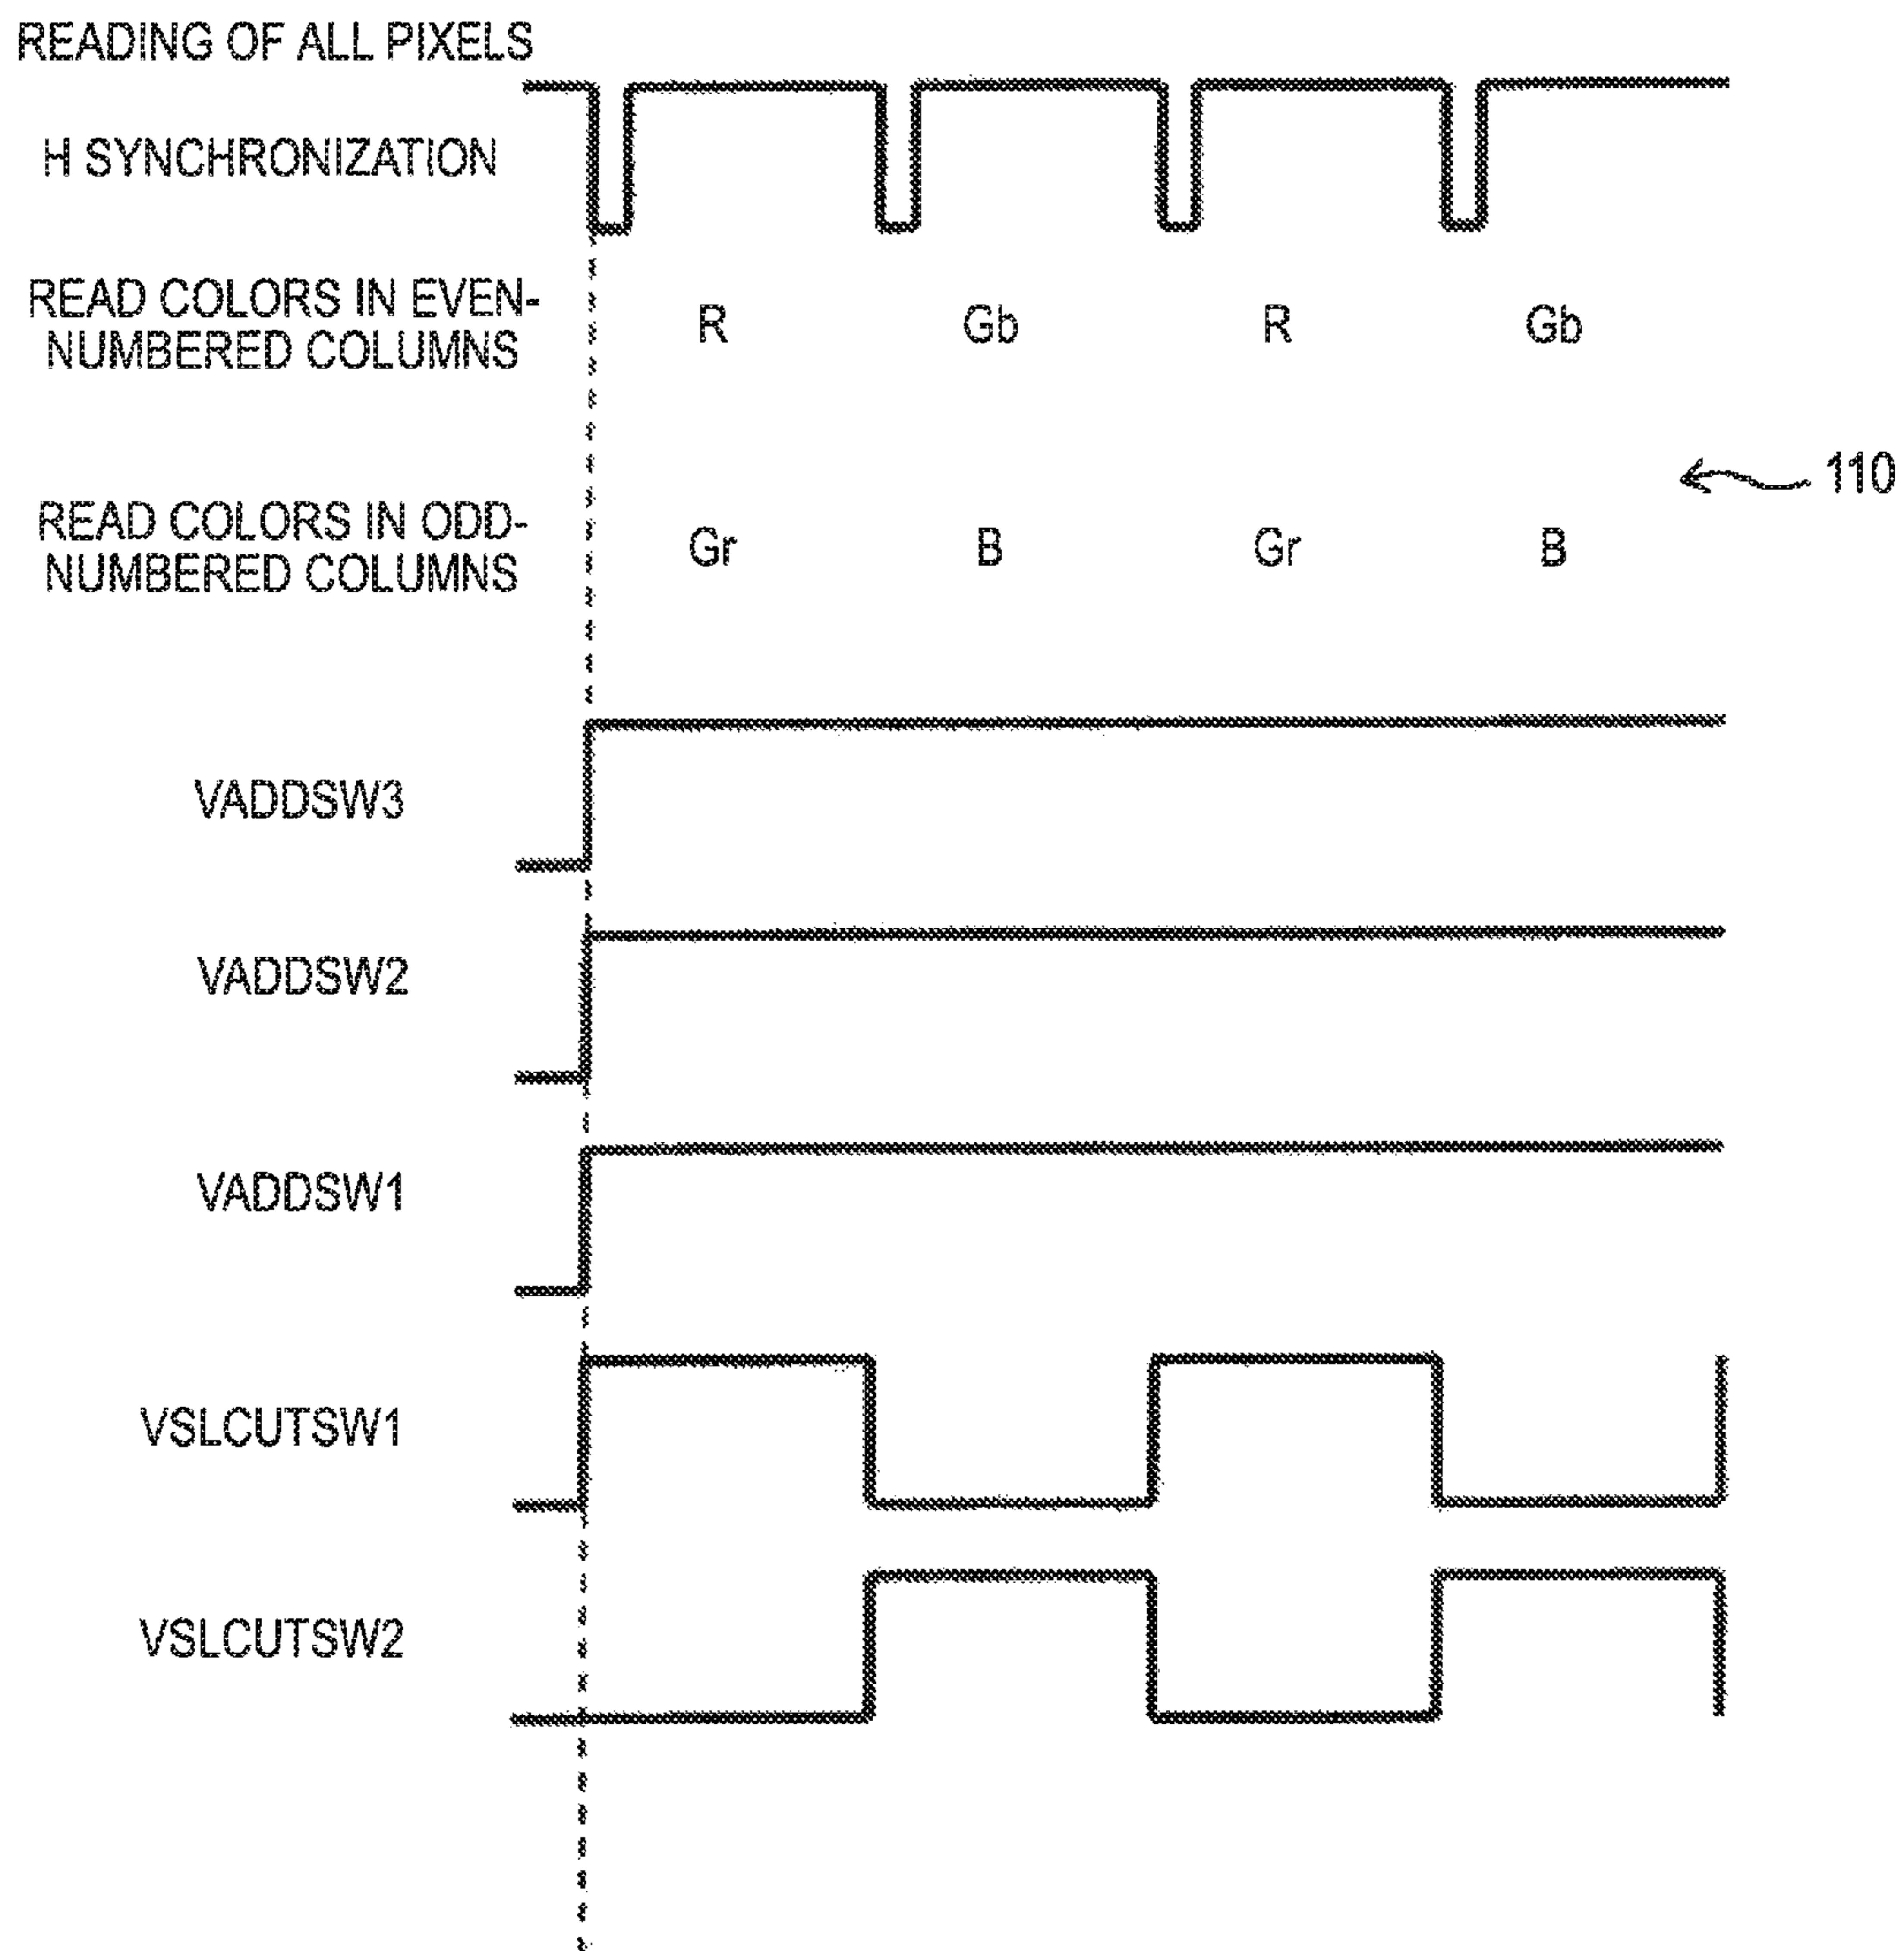 READING OF ALL PIXELS
H SYNCHRONIZATION
READ COLORS IN EVEN-
NUMBERED COLUMNS
R Gb R Gb
110
READ COLORS IN ODD-
NUMBERED COLUMNS
Gr B Gr B
VADDSW3
VADDSW2
VADDSW1
VSLCUTSW1
VSLCUTSW2